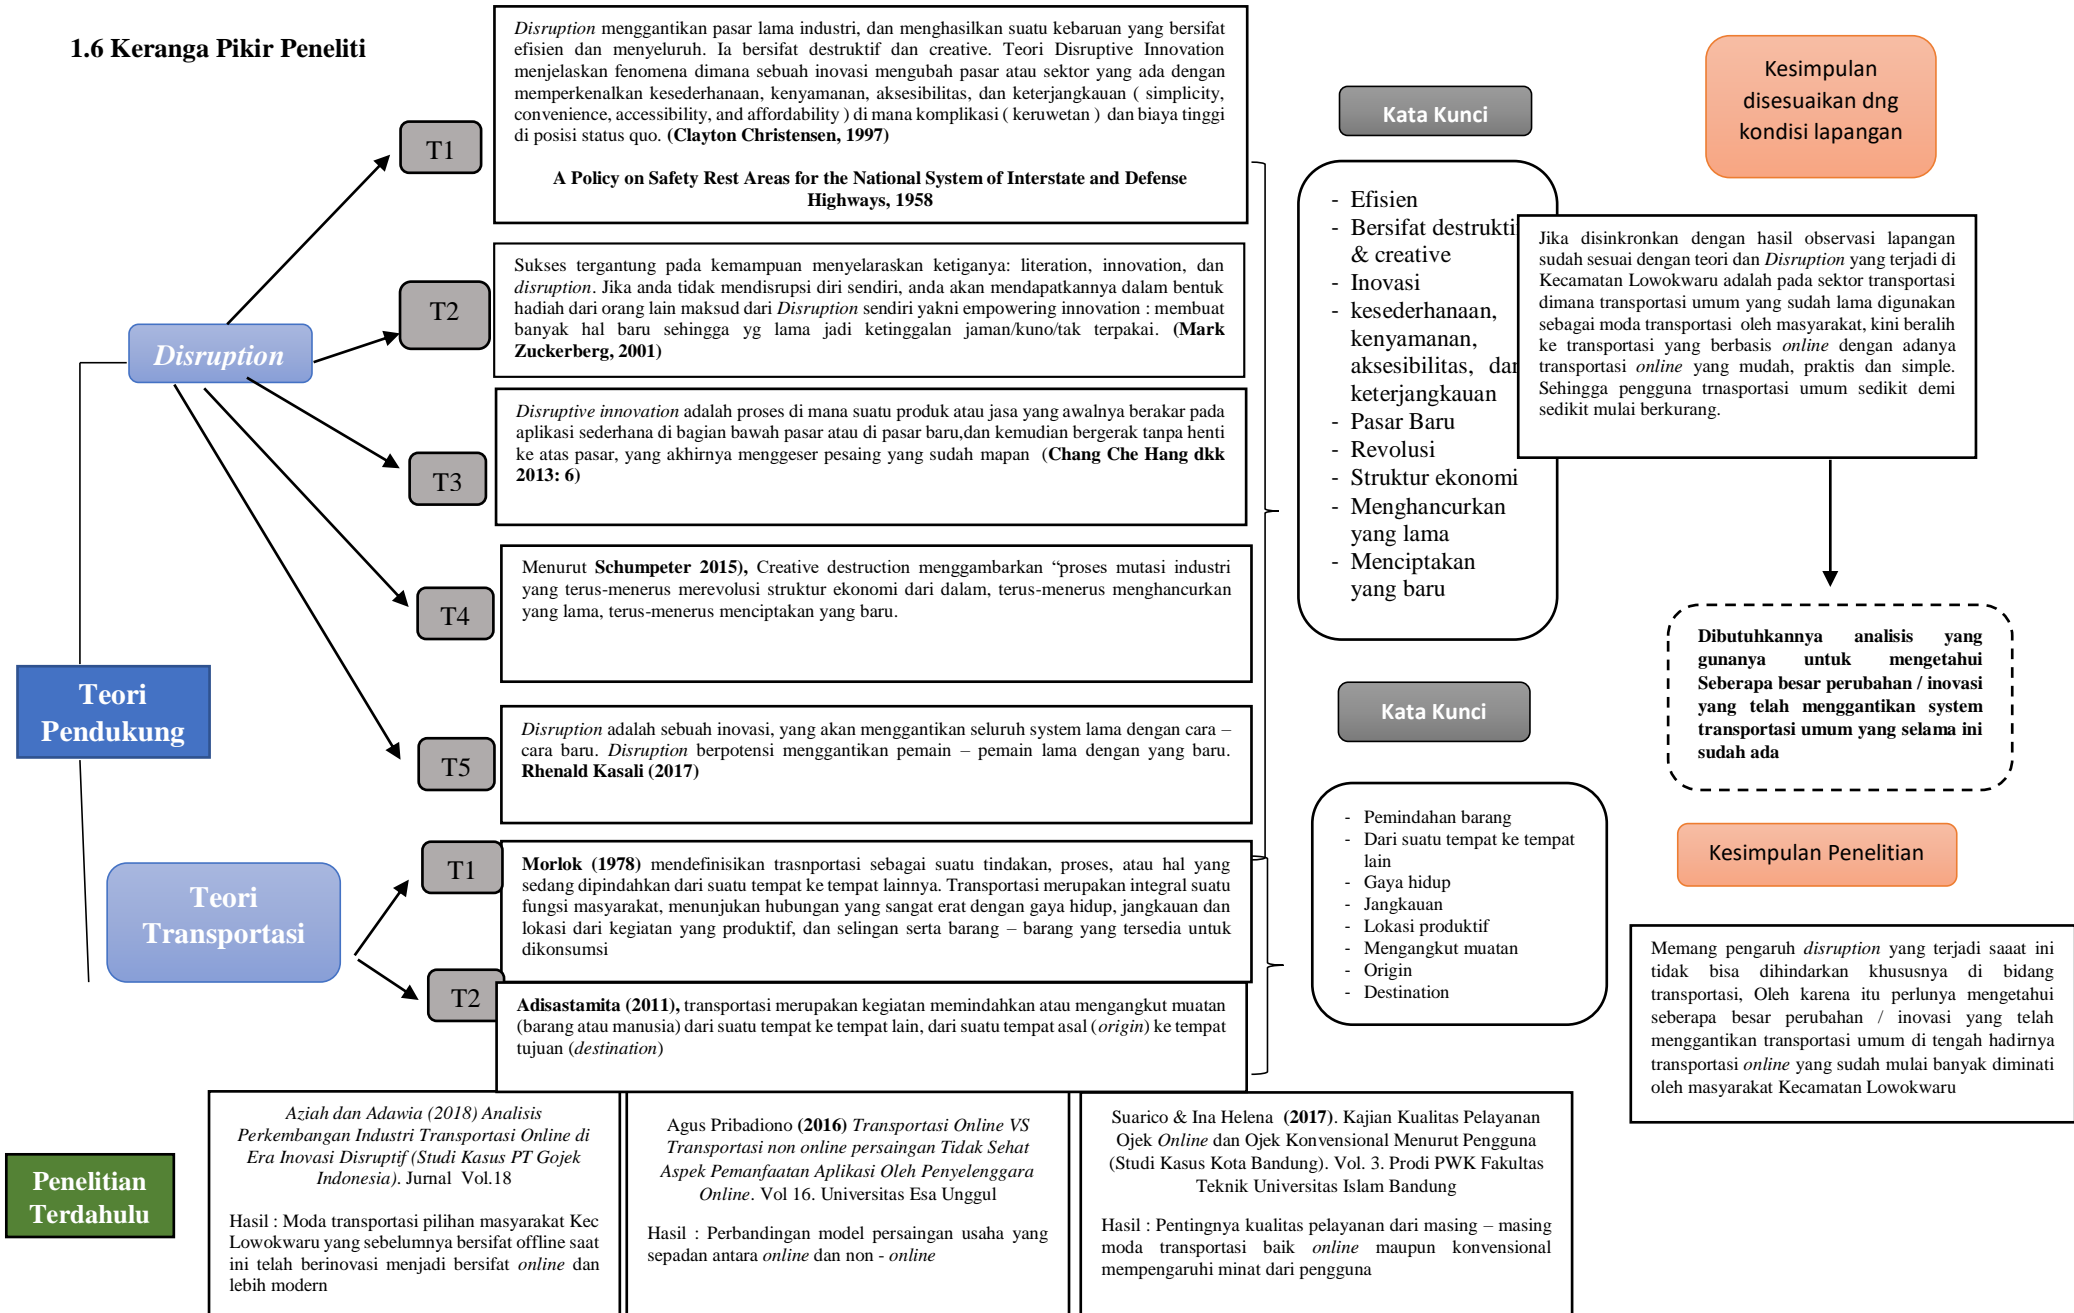 1.6 Keranga Pikir Peneliti
Disruption menggantikan pasar lama industri, dan menghasilkan suatu kebaruan yang bersifat
efisien dan menyeluruh. Ia bersifat destruktif dan creative. Teori Disruptive Innovation
menjelaskan fenomena dimana sebuah inovasi mengubah pasar atau sektor yang ada dengan
memperkenalkan kesederhanaan, kenyamanan, aksesibilitas, dan keterjangkauan ( simplicity,
convenience, accessibility, and affordability ) di mana komplikasi ( keruwetan ) dan biaya tinggi
di posisi status quo. (Clayton Christensen, 1997)
A Policy on Safety Rest Areas for the National System of Interstate and Defense
Highways, 1958
T1
Sukses tergantung pada kemampuan menyelaraskan ketiganya: literation, innovation, dan
disruption. Jika anda tidak mendisrupsi diri sendiri, anda akan mendapatkannya dalam bentuk
hadiah dari orang lain maksud dari Disruption sendiri yakni empowering innovation : membuat
banyak hal baru sehingga yg lama jadi ketinggalan jaman/kuno/tak terpakai. (Mark
Zuckerberg, 2001)
T2
Disruption
Disruptive innovation adalah proses di mana suatu produk atau jasa yang awalnya berakar pada
aplikasi sederhana di bagian bawah pasar atau di pasar baru,dan kemudian bergerak tanpa henti
ke atas pasar, yang akhirnya menggeser pesaing yang sudah mapan (Chang Che Hang dkk
2013: 6)
T3
Menurut Schumpeter 2015), Creative destruction menggambarkan “proses mutasi industri
yang terus-menerus merevolusi struktur ekonomi dari dalam, terus-menerus menghancurkan
yang lama, terus-menerus menciptakan yang baru.
T4
Teori
Pendukung
Disruption adalah sebuah inovasi, yang akan menggantikan seluruh system lama dengan cara –
cara baru. Disruption berpotensi menggantikan pemain – pemain lama dengan yang baru.
Rhenald Kasali (2017)
T5
T1
Morlok (1978) mendefinisikan trasnportasi sebagai suatu tindakan, proses, atau hal yang
sedang dipindahkan dari suatu tempat ke tempat lainnya. Transportasi merupakan integral suatu
fungsi masyarakat, menunjukan hubungan yang sangat erat dengan gaya hidup, jangkauan dan
lokasi dari kegiatan yang produktif, dan selingan serta barang – barang yang tersedia untuk
dikonsumsi
Teori
Transportasi
T2
Adisastamita (2011), transportasi merupakan kegiatan memindahkan atau mengangkut muatan
(barang atau manusia) dari suatu tempat ke tempat lain, dari suatu tempat asal (origin) ke tempat
tujuan (destination)
Kata Kunci
- Efisien
- Bersifat destrukti
& creative
- Inovasi
- kesederhanaan,
kenyamanan,
aksesibilitas, dan
keterjangkauan
- Pasar Baru
- Revolusi
- Struktur ekonomi
- Menghancurkan
yang lama
- Menciptakan
yang baru
Kata Kunci
- Pemindahan barang
- Dari suatu tempat ke tempat
lain
- Gaya hidup
- Jangkauan
- Lokasi produktif
- Mengangkut muatan
- Origin
- Destination
Kesimpulan
disesuaikan dng
kondisi lapangan
Jika disinkronkan dengan hasil observasi lapangan
sudah sesuai dengan teori dan Disruption yang terjadi di
Kecamatan Lowokwaru adalah pada sektor transportasi
dimana transportasi umum yang sudah lama digunakan
sebagai moda transportasi oleh masyarakat, kini beralih
ke transportasi yang berbasis online dengan adanya
transportasi online yang mudah, praktis dan simple.
Sehingga pengguna trnasportasi umum sedikit demi
sedikit mulai berkurang.
Dibutuhkannya analisis yang
gunanya untuk mengetahui
Seberapa besar perubahan / inovasi
yang telah menggantikan system
transportasi umum yang selama ini
sudah ada
Kesimpulan Penelitian
Memang pengaruh disruption yang terjadi saaat ini
tidak bisa dihindarkan khususnya di bidang
transportasi, Oleh karena itu perlunya mengetahui
seberapa besar perubahan / inovasi yang telah
menggantikan transportasi umum di tengah hadirnya
transportasi online yang sudah mulai banyak diminati
oleh masyarakat Kecamatan Lowokwaru
Penelitian
Terdahulu
Aziah dan Adawia (2018) Analisis
Perkembangan Industri Transportasi Online di
Era Inovasi Disruptif (Studi Kasus PT Gojek
Indonesia). Jurnal Vol.18
Hasil : Moda transportasi pilihan masyarakat Kec
Lowokwaru yang sebelumnya bersifat offline saat
ini telah berinovasi menjadi bersifat online dan
lebih modern
Agus Pribadiono (2016) Transportasi Online VS
Transportasi non online persaingan Tidak Sehat
Aspek Pemanfaatan Aplikasi Oleh Penyelenggara
Online. Vol 16. Universitas Esa Unggul
Hasil : Perbandingan model persaingan usaha yang
sepadan antara online dan non - online
Suarico & Ina Helena (2017). Kajian Kualitas Pelayanan
Ojek Online dan Ojek Konvensional Menurut Pengguna
(Studi Kasus Kota Bandung). Vol. 3. Prodi PWK Fakultas
Teknik Universitas Islam Bandung
Hasil : Pentingnya kualitas pelayanan dari masing – masing
moda transportasi baik online maupun konvensional
mempengaruhi minat dari pengguna